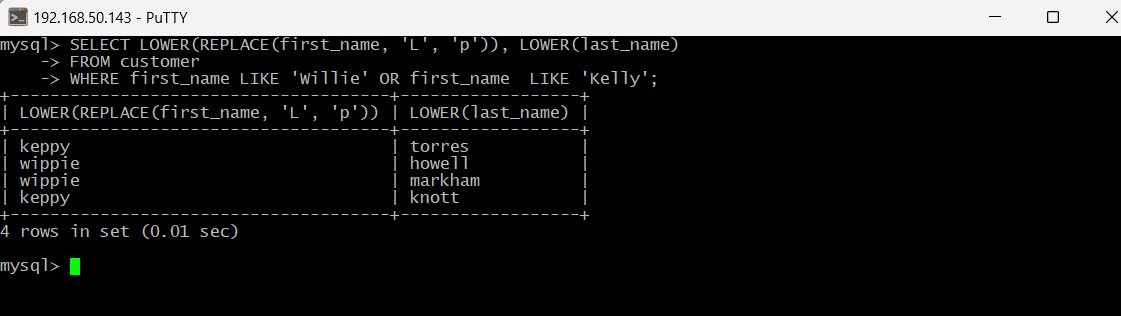 192.168.50.143 - PuTTY
mysql> SELECT LOWER(REPLACE(first_name, 'L', 'p')), LOWER(last_name)
    -> FROM customer
    -> WHERE first_name LIKE 'Willie' OR first_name  LIKE 'Kelly';
+--------------------------------------+------------------+
| LOWER(REPLACE(first_name, 'L', 'p')) | LOWER(last_name) |
+--------------------------------------+------------------+
| keppy                                | torres           |
| wippie                               | howell           |
| wippie                               | markham          |
| keppy                                | knott            |
+--------------------------------------+------------------+
4 rows in set (0.01 sec)
mysql>